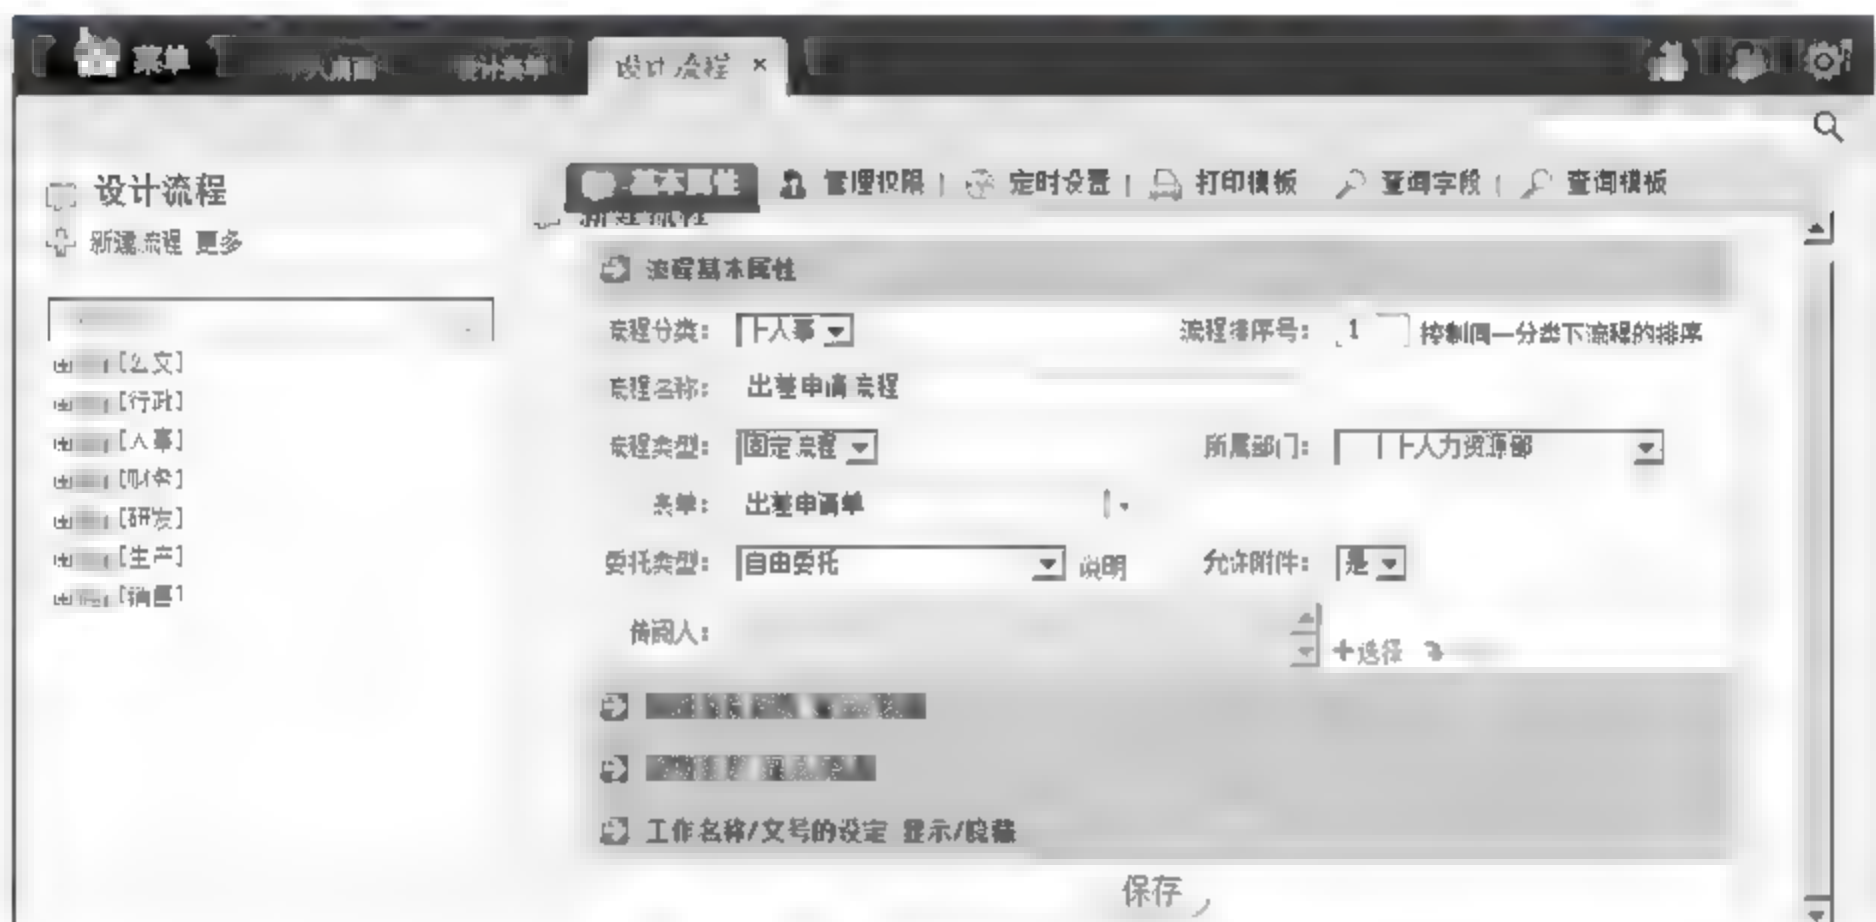 菜单 个人桌面 设计表单 设计流程 ×
设计流程
新建流程 更多
[公文]
[行政]
[人事]
[财务]
[研发]
[生产]
[销售]
基本属性 管理权限 | 定时设置 | 打印模板 查询字段 | 查询模板
流程基本属性
流程分类: ├人事 流程排序号: 1 控制同一分类下流程的排序
流程名称: 出差申请流程
流程类型: 固定流程 所属部门: │├人力资源部
表单: 出差申请单
委托类型: 自由委托 说明 允许附件: 是
传阅人: +选择
工作名称/文号的设定 显示/隐藏
保存